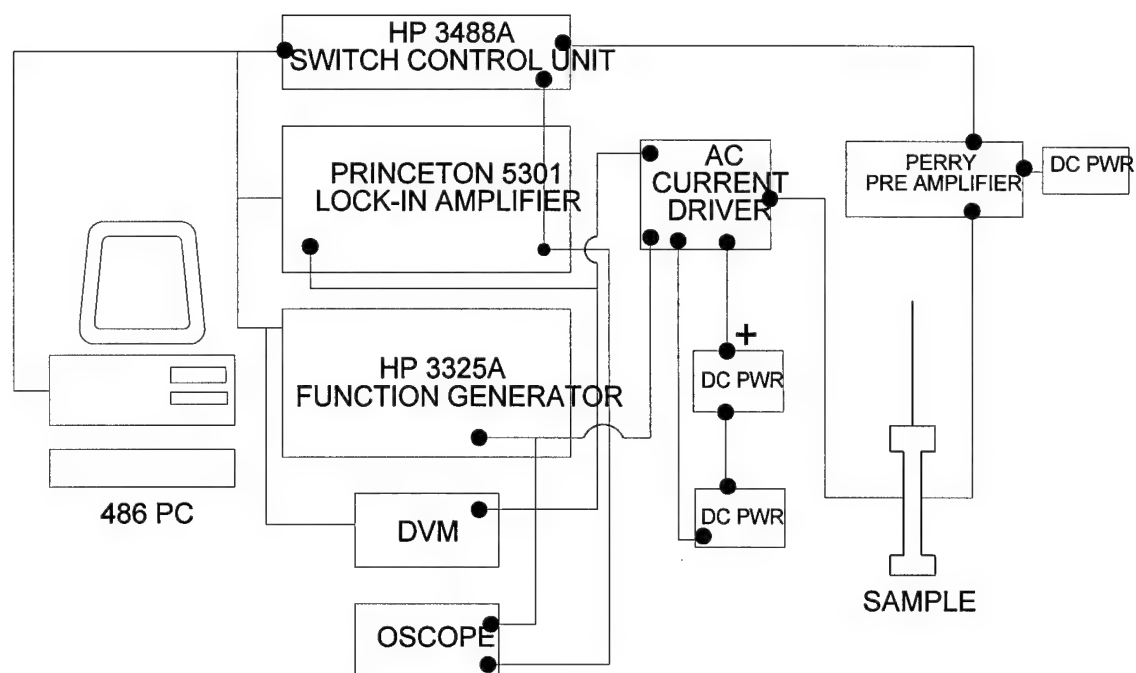 HP 3488A
SWITCH CONTROL UNIT
PRINCETON 5301
LOCK-IN AMPLIFIER
AC
CURRENT
DRIVER
PERRY
PRE AMPLIFIER
DC PWR
HP 3325A
FUNCTION GENERATOR
+
DC PWR
DC PWR
486 PC
DVM
OSCOPE
SAMPLE